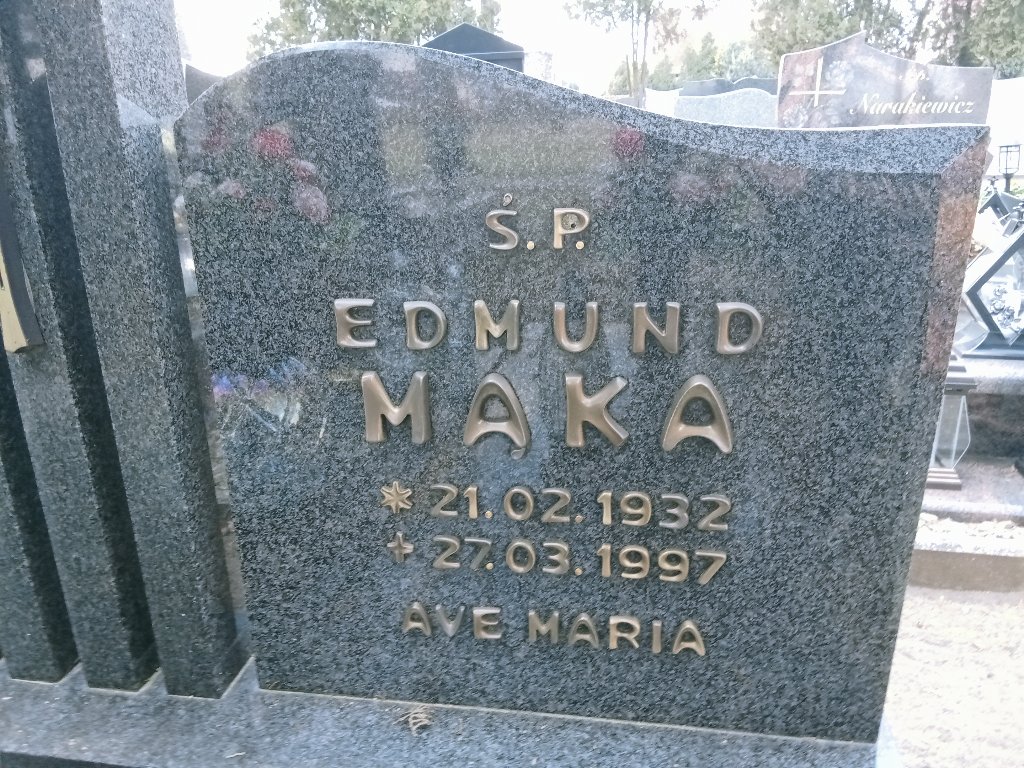 Ś.P.
EDMUND
MĄKA
* 21.02.1932
+ 27.03.1997
AVE MARIA
Narakiewicz